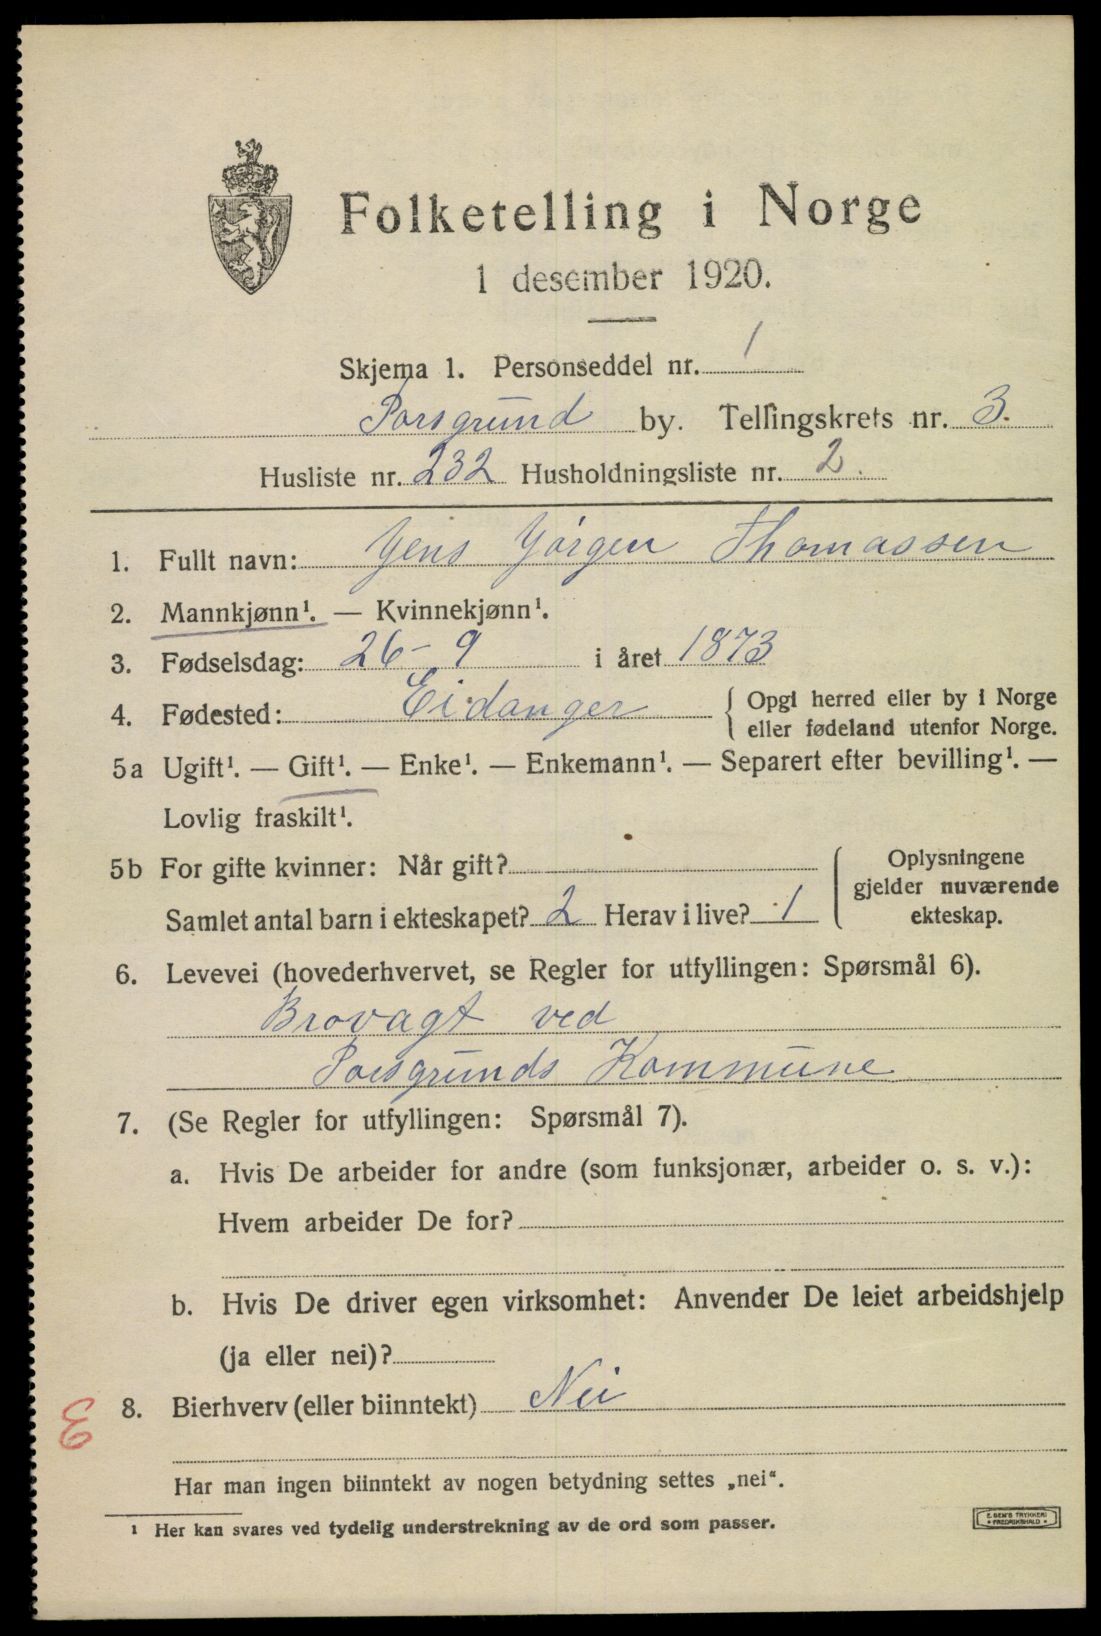 Folketelling i Norge
1 desember 1920.
Skjema 1. Personseddel nr. 1
Porsgrund by. Tellingskrets nr. 3.
Husliste nr. 232 Husholdningsliste nr. 2.
1. Fullt navn: Jens Jørgen Thomassen
2. Mannkjønn¹. — Kvinnekjønn¹.
3. Fødselsdag: 26-9 i året 1873
4. Fødested: Eidanger { Opgi herred eller by i Norge
eller fødeland utenfor Norge.
5a Ugift¹. — Gift¹. — Enke¹. — Enkemann¹. — Separert efter bevilling¹. —
Lovlig fraskilt¹.
5b For gifte kvinner: Når gift?
Samlet antal barn i ekteskapet? 2 Herav i live? 1
Oplysningene
gjelder nuværende
ekteskap.
6. Levevei (hovederhvervet, se Regler for utfyllingen: Spørsmål 6).
Brovagt ved
Porsgrunds Kommune
7. (Se Regler for utfyllingen: Spørsmål 7).
a. Hvis De arbeider for andre (som funksjonær, arbeider o. s. v.):
Hvem arbeider De for?
b. Hvis De driver egen virksomhet: Anvender De leiet arbeidshjelp
(ja eller nei)?
8. Bierhverv (eller biinntekt) Nei
Har man ingen biinntekt av nogen betydning settes „nei“.
¹ Her kan svares ved tydelig understrekning av de ord som passer.
E. SEM'S TRYKKERI
FREDRIKSHALD